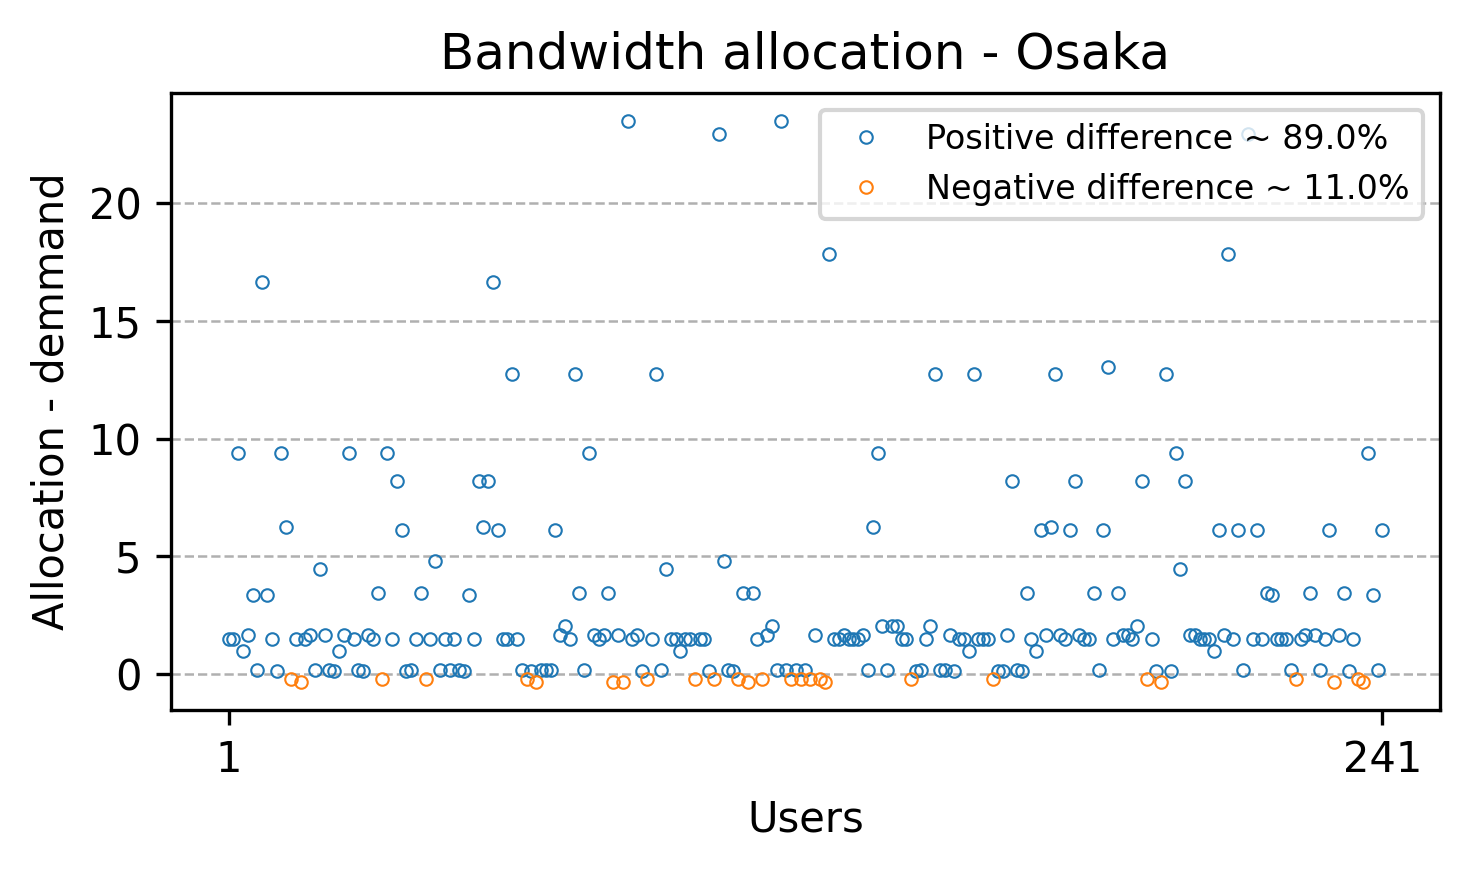 Bandwidth allocation - Osaka
Positive difference ~ 89.0%
Negative difference ~ 11.0%
Allocation - demmand
20
15
10
5
0
1
241
Users